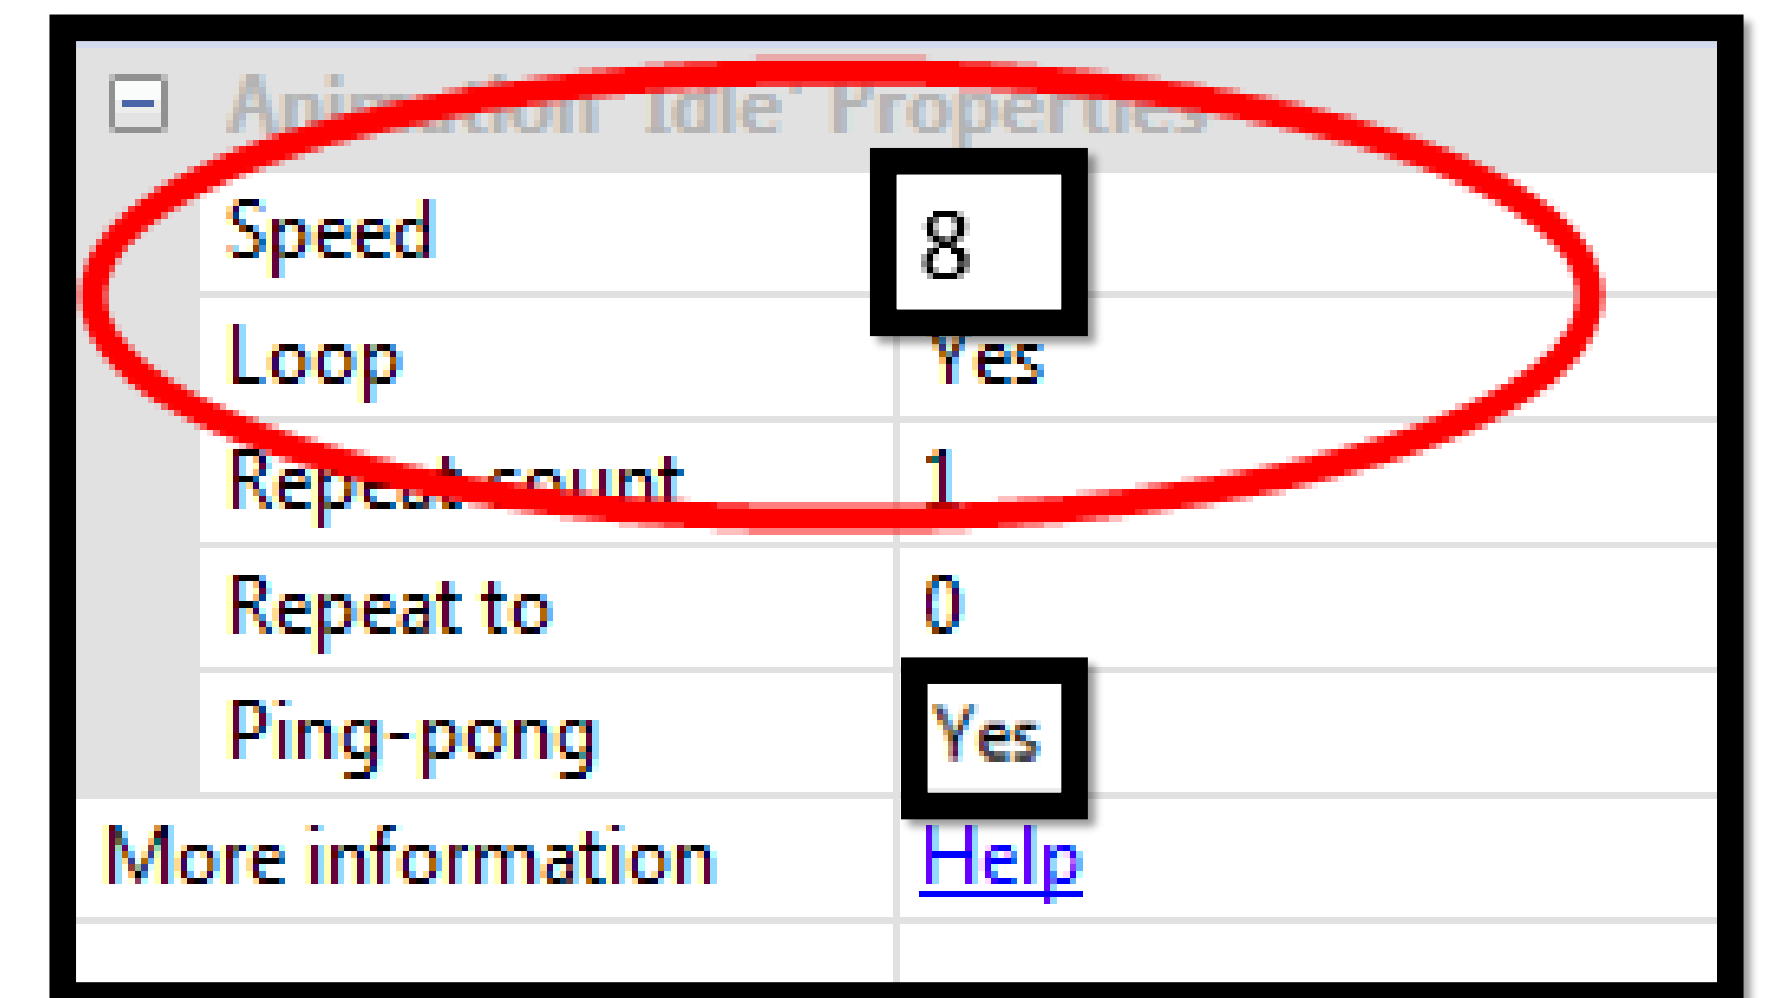 Animation 'Idle' Properties
Speed 8
Loop Yes
Repeat count 1
Repeat to 0
Ping-pong Yes
More information Help